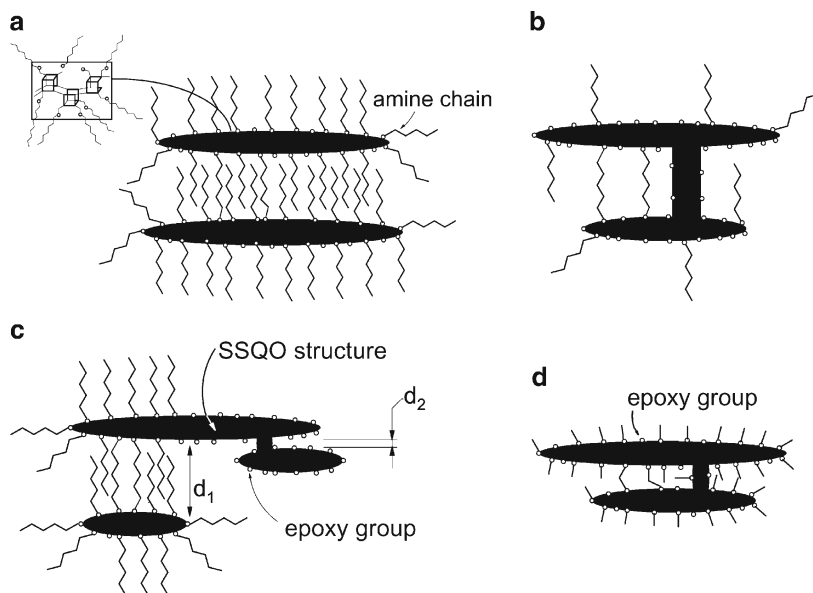 a
b
amine chain
c
SSQO structure
d₂
d
epoxy group
d₁
epoxy group